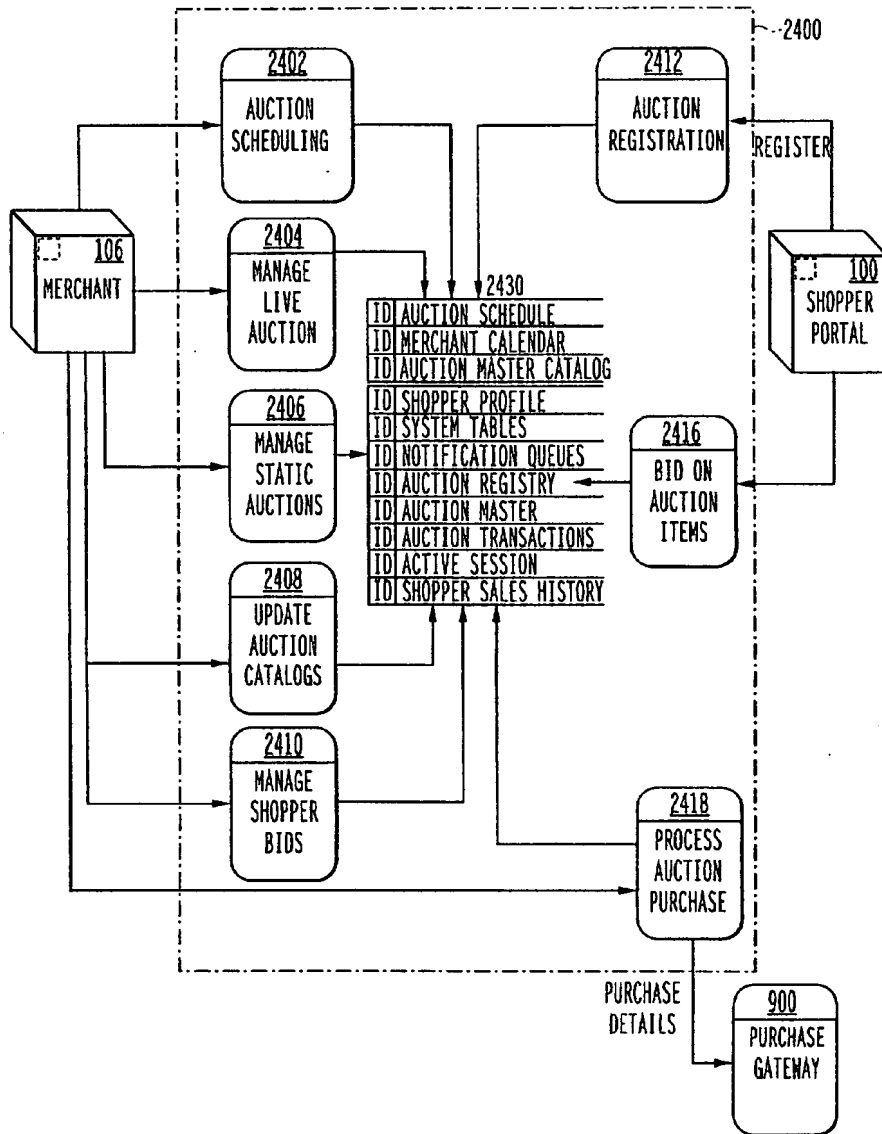 2400
2402
AUCTION
SCHEDULING
2412
AUCTION
REGISTRATION
REGISTER
106
MERCHANT
2404
MANAGE
LIVE
AUCTION
100
SHOPPER
PORTAL
2430
ID AUCTION SCHEDULE
ID MERCHANT CALENDAR
ID AUCTION MASTER CATALOG
ID SHOPPER PROFILE
ID SYSTEM TABLES
ID NOTIFICATION QUEUES
ID AUCTION REGISTRY
ID AUCTION MASTER
ID AUCTION TRANSACTIONS
ID ACTIVE SESSION
ID SHOPPER SALES HISTORY
2406
MANAGE
STATIC
AUCTIONS
2416
BID ON
AUCTION
ITEMS
2408
UPDATE
AUCTION
CATALOGS
2410
MANAGE
SHOPPER
BIDS
2418
PROCESS
AUCTION
PURCHASE
PURCHASE
DETAILS
900
PURCHASE
GATEWAY